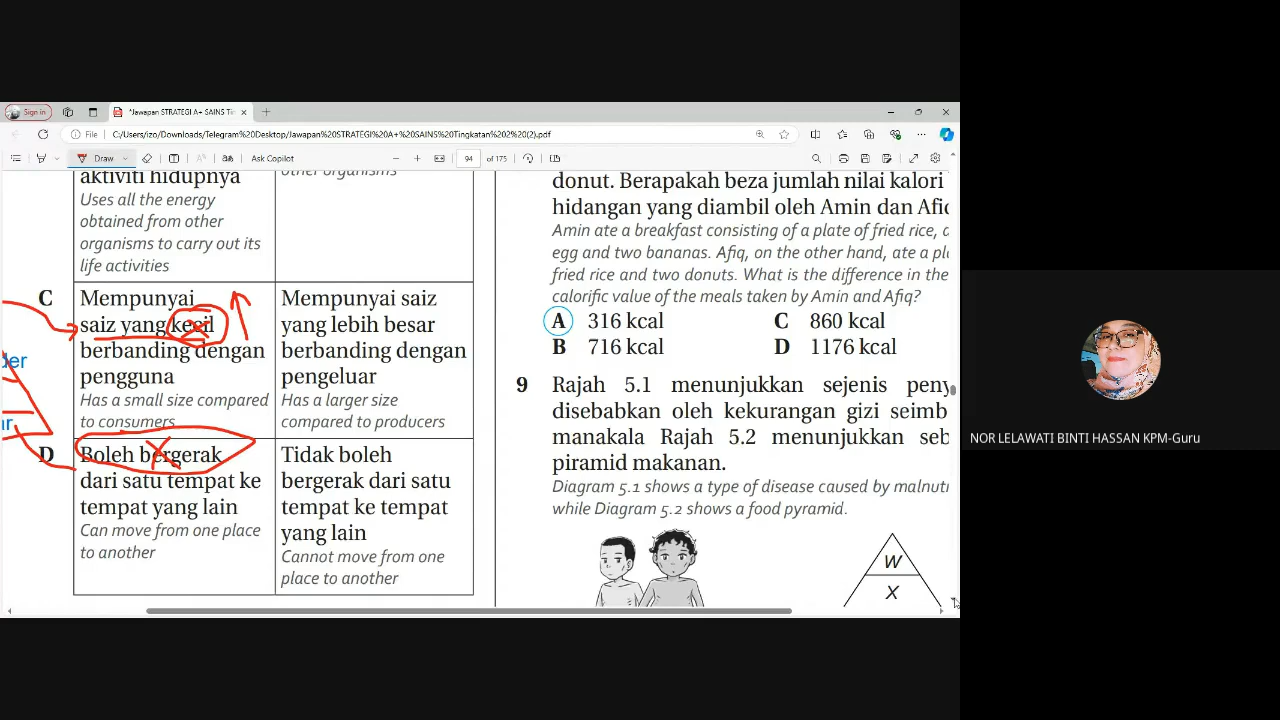 Sign in
*Jawapan STRATEGI A+ SAINS Tin
File
C:/Users/izo/Downloads/Telegram%20Desktop/Jawapan%20STRATEGI%20A+%20SAINS%20Tingkatan%202%20(2).pdf
Draw
Ask Copilot
94 of 175
aktiviti hidupnya
Uses all the energy
obtained from other
organisms to carry out its
life activities
other organisms
C
Mempunyai
saiz yang kecil
berbanding dengan
pengguna
Has a small size compared
to consumers
Mempunyai saiz
yang lebih besar
berbanding dengan
pengeluar
Has a larger size
compared to producers
D
Boleh bergerak
dari satu tempat ke
tempat yang lain
Can move from one place
to another
Tidak boleh
bergerak dari satu
tempat ke tempat
yang lain
Cannot move from one
place to another
donut. Berapakah beza jumlah nilai kalori
hidangan yang diambil oleh Amin dan Afi
Amin ate a breakfast consisting of a plate of fried rice,
egg and two bananas. Afiq, on the other hand, ate a pl
fried rice and two donuts. What is the difference in the
calorific value of the meals taken by Amin and Afiq?
A 316 kcal C 860 kcal
B 716 kcal D 1176 kcal
9 Rajah 5.1 menunjukkan sejenis peny
disebabkan oleh kekurangan gizi seimb
manakala Rajah 5.2 menunjukkan seb
piramid makanan.
Diagram 5.1 shows a type of disease caused by malnutr
while Diagram 5.2 shows a food pyramid.
W
X
NOR LELAWATI BINTI HASSAN KPM-Guru